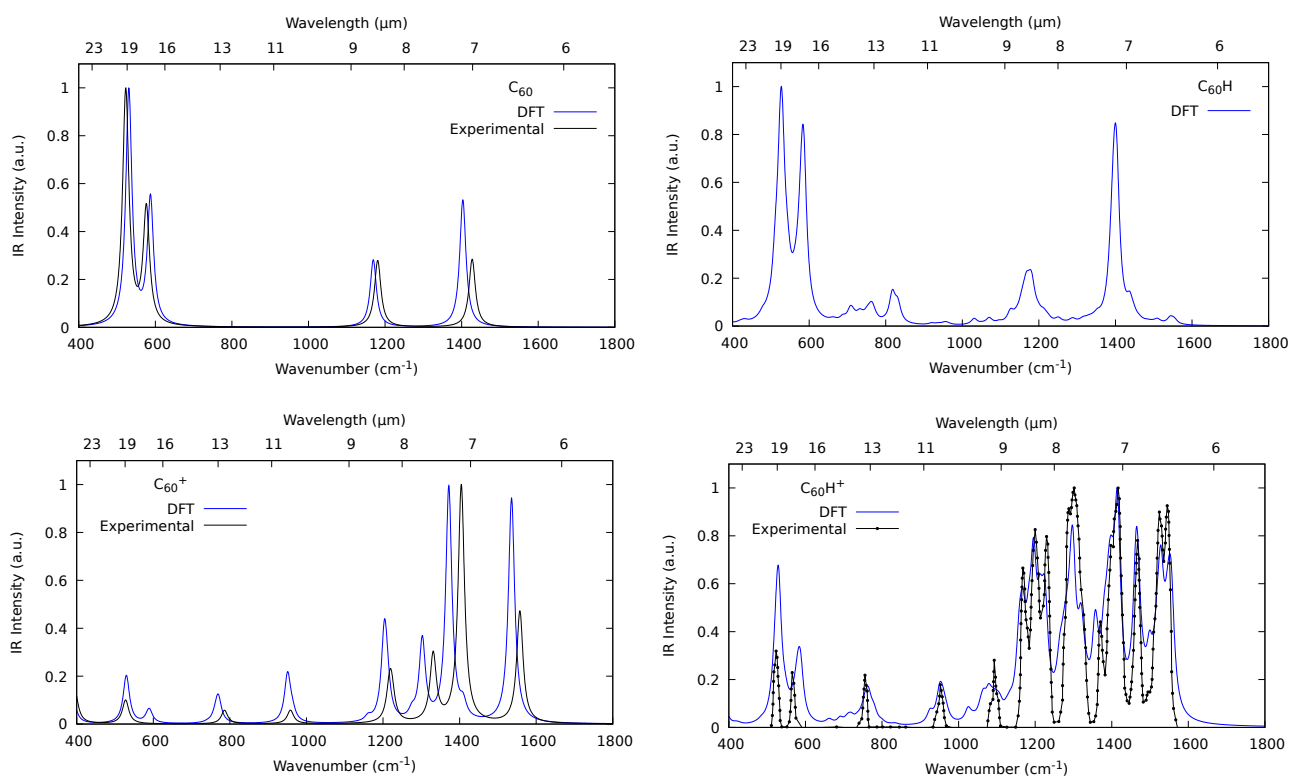 Wavelength (μm)
23 19 16 13 11 9 8 7 6
C60
DFT
Experimental
IR Intensity (a.u.)
1
0.8
0.6
0.4
0.2
0
400 600 800 1000 1200 1400 1600 1800
Wavenumber (cm-1)
Wavelength (μm)
23 19 16 13 11 9 8 7 6
C60H
DFT
IR Intensity (a.u.)
1
0.8
0.6
0.4
0.2
0
400 600 800 1000 1200 1400 1600 1800
Wavenumber (cm-1)
Wavelength (μm)
23 19 16 13 11 9 8 7 6
C60+
DFT
Experimental
IR Intensity (a.u.)
1
0.8
0.6
0.4
0.2
0
400 600 800 1000 1200 1400 1600 1800
Wavenumber (cm-1)
Wavelength (μm)
23 19 16 13 11 9 8 7 6
C60H+
DFT
Experimental
IR Intensity (a.u.)
1
0.8
0.6
0.4
0.2
0
400 600 800 1000 1200 1400 1600 1800
Wavenumber (cm-1)